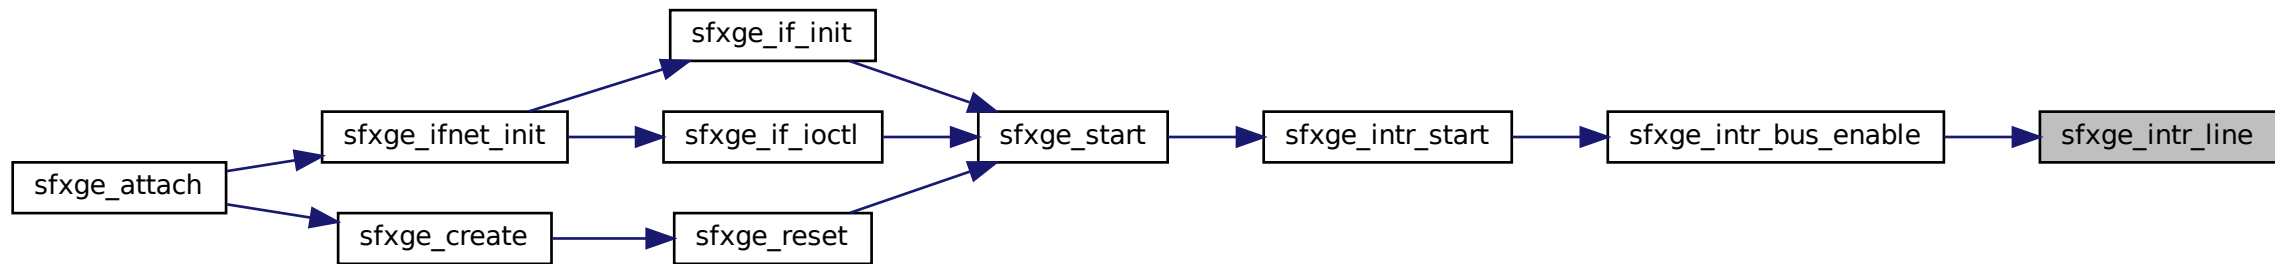 sfxge_if_init
sfxge_ifnet_init
sfxge_if_ioctl
sfxge_start
sfxge_intr_start
sfxge_intr_bus_enable
sfxge_intr_line
sfxge_attach
sfxge_create
sfxge_reset